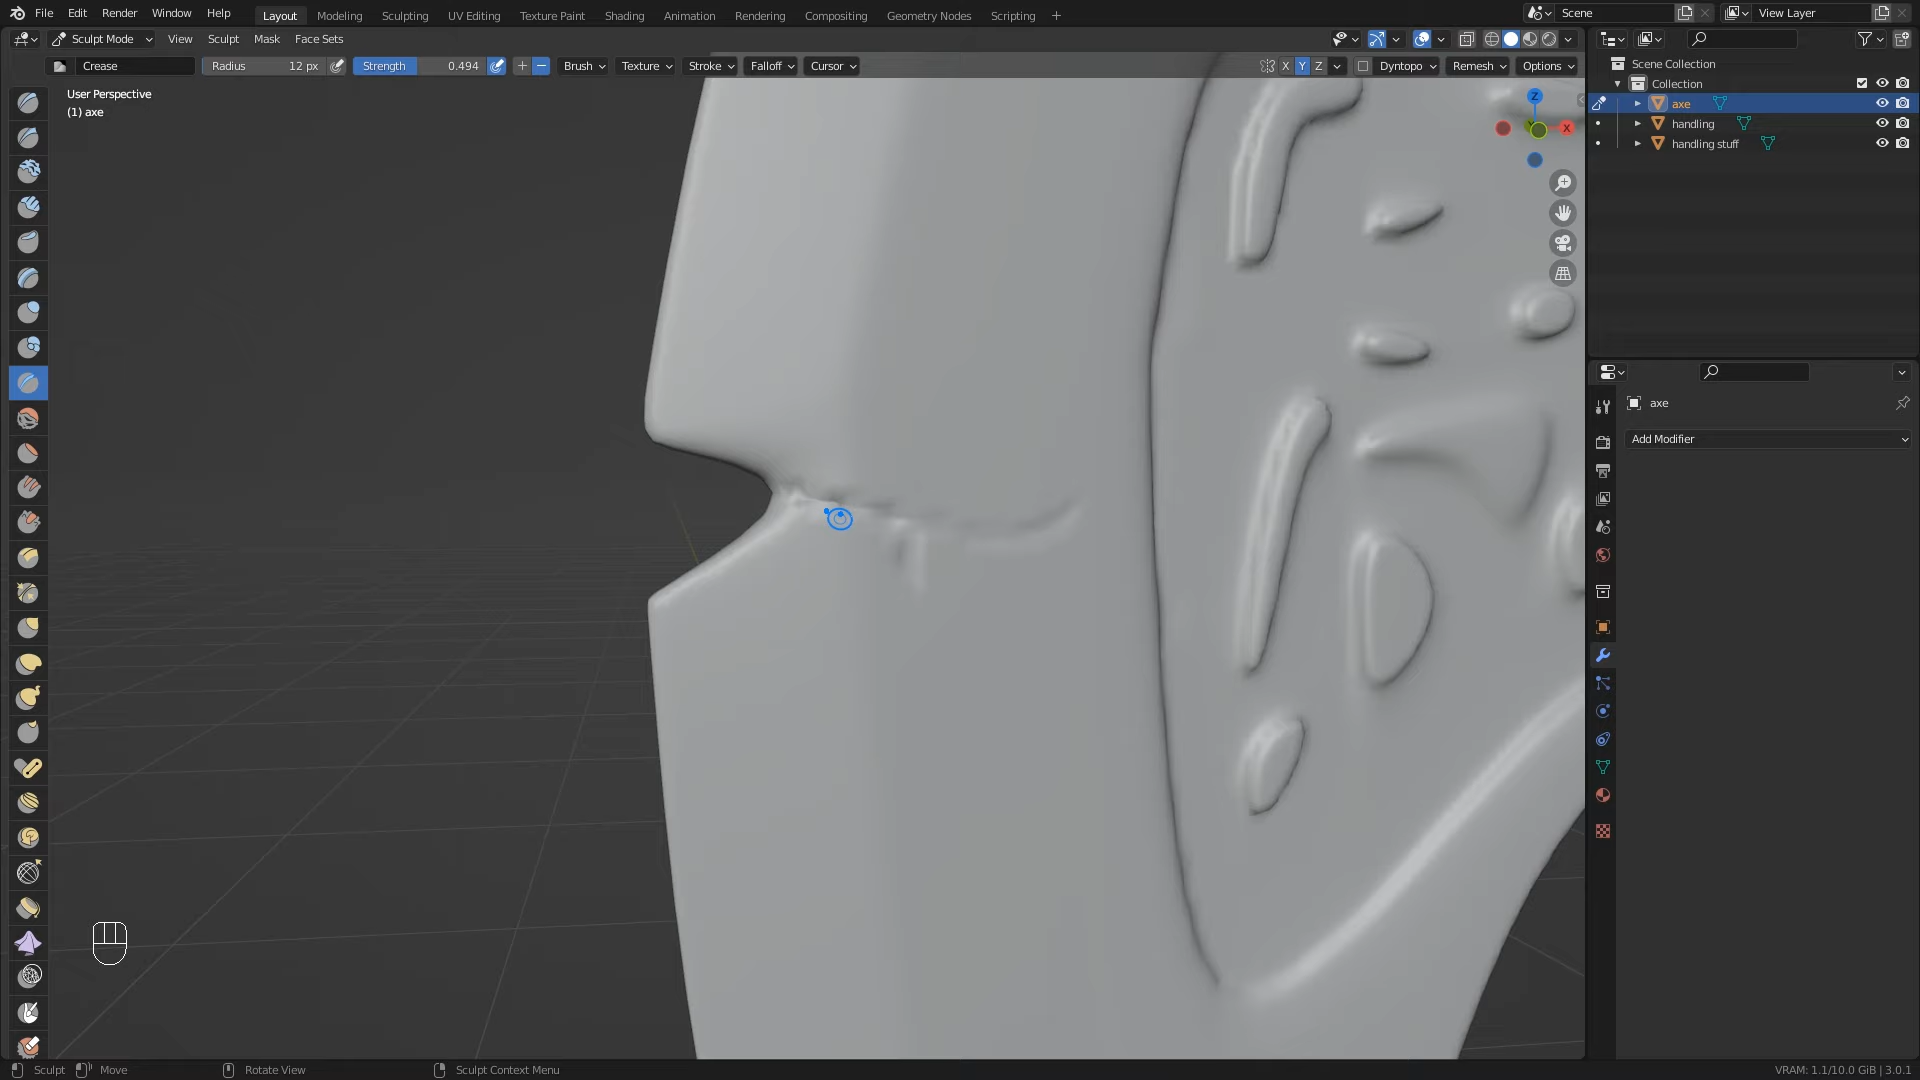 File Edit Render Window Help Layout Modeling Sculpting UV Editing Texture Paint Shading Animation Rendering Compositing Geometry Nodes Scripting + Scene View Layer
Sculpt Mode View Sculpt Mask Face Sets
Crease Radius 12 px Strength 0.494 Brush Texture Stroke Falloff Cursor X Y Z Dyntopo Remesh Options
Scene Collection
Collection
axe
handling
handling stuff
User Perspective
(1) axe
Z
X
axe
Add Modifier
Sculpt Move Rotate View Sculpt Context Menu VRAM: 1.1/10.0 GiB | 3.0.1